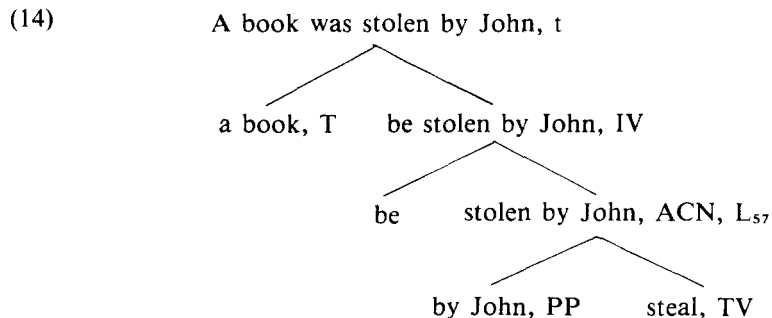 (14) A book was stolen by John, t
a book, T be stolen by John, IV
be stolen by John, ACN, L₅₇
by John, PP steal, TV